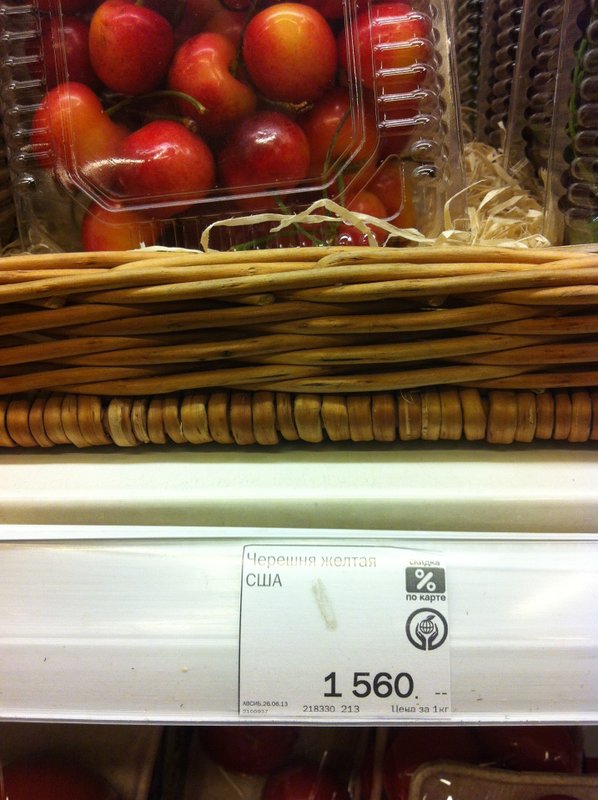 Черешня желтая
США
скидка
%
по карте
1 560. --
218330 213
Цена за 1кг